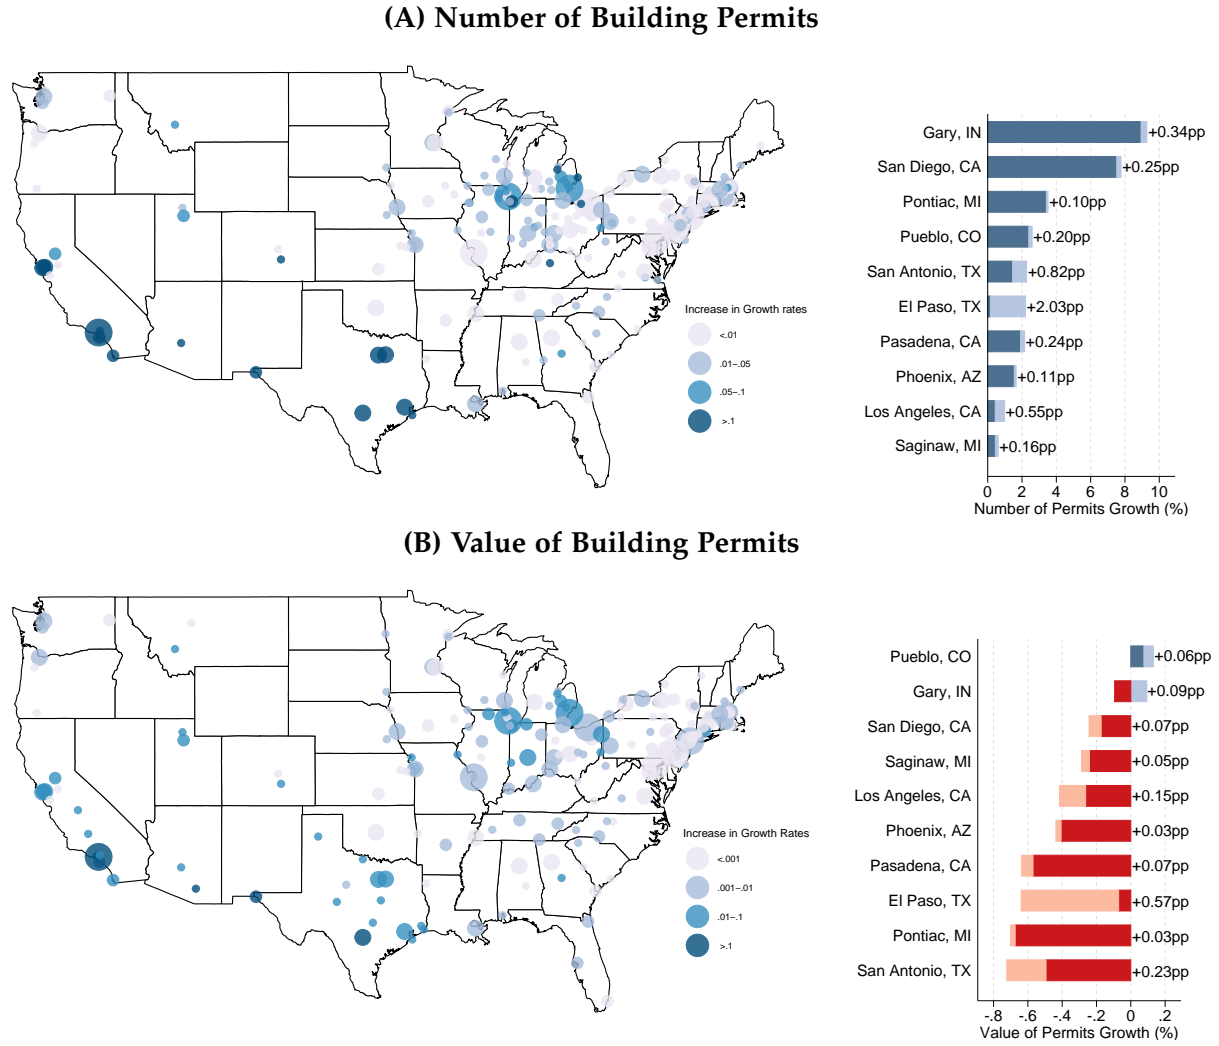 (A) Number of Building Permits
Increase in Growth rates
<.01
.01–.05
.05–.1
>.1
Gary, IN +0.34pp
San Diego, CA +0.25pp
Pontiac, MI +0.10pp
Pueblo, CO +0.20pp
San Antonio, TX +0.82pp
El Paso, TX +2.03pp
Pasadena, CA +0.24pp
Phoenix, AZ +0.11pp
Los Angeles, CA +0.55pp
Saginaw, MI +0.16pp
0 2 4 6 8 10
Number of Permits Growth (%)
(B) Value of Building Permits
Increase in Growth Rates
<.001
.001–.01
.01–.1
>.1
Pueblo, CO +0.06pp
Gary, IN +0.09pp
San Diego, CA +0.07pp
Saginaw, MI +0.05pp
Los Angeles, CA +0.15pp
Phoenix, AZ +0.03pp
Pasadena, CA +0.07pp
El Paso, TX +0.57pp
Pontiac, MI +0.03pp
San Antonio, TX +0.23pp
-.8 -.6 -.4 -.2 0 .2
Value of Permits Growth (%)